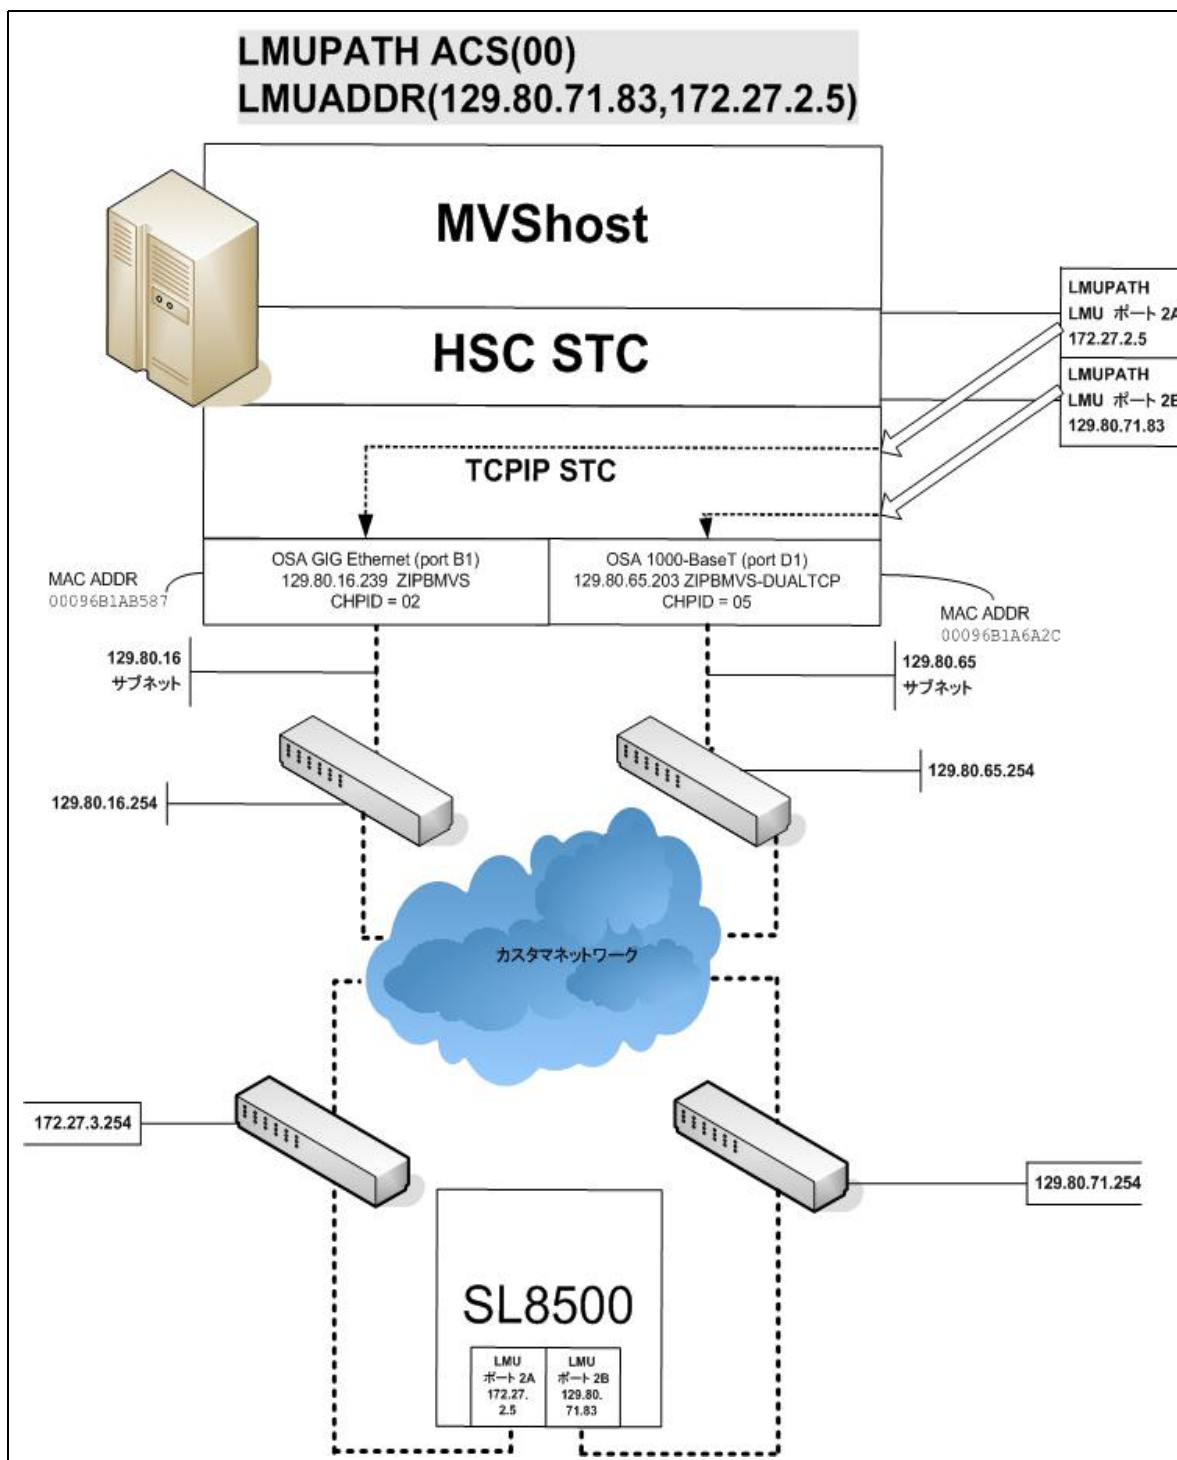 LMUPATH ACS(00)
LMUADDR(129.80.71.83,172.27.2.5)
MVShost
HSC STC
LMUPATH
LMU ポート 2A
172.27.2.5
LMUPATH
LMU ポート 2B
129.80.71.83
TCPIP STC
OSA GIG Ethernet (port B1)
129.80.16.239 ZIPBMVS
CHPID = 02
OSA 1000-BaseT (port D1)
129.80.65.203 ZIPBMVS-DUALTCP
CHPID = 05
MAC ADDR
00096B1AB587
MAC ADDR
00096B1A6A2C
129.80.16
サブネット
129.80.65
サブネット
129.80.16.254
129.80.65.254
カスタマネットワーク
172.27.3.254
129.80.71.254
SL8500
LMU
ポート 2A
172.27.
2.5
LMU
ポート 2B
129.80.
71.83